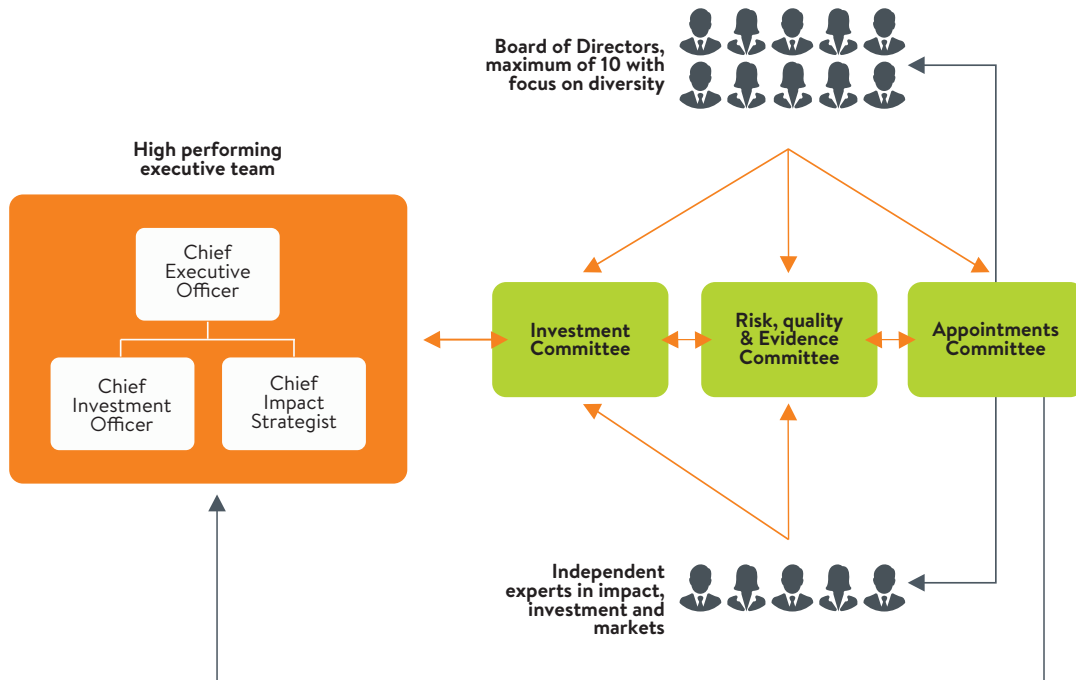 Board of Directors,
maximum of 10 with
focus on diversity
High performing
executive team
Chief
Executive
Officer
Chief
Investment
Officer
Chief
Impact
Strategist
Investment
Committee
Risk, quality
& Evidence
Committee
Appointments
Committee
Independent
experts in impact,
investment and
markets